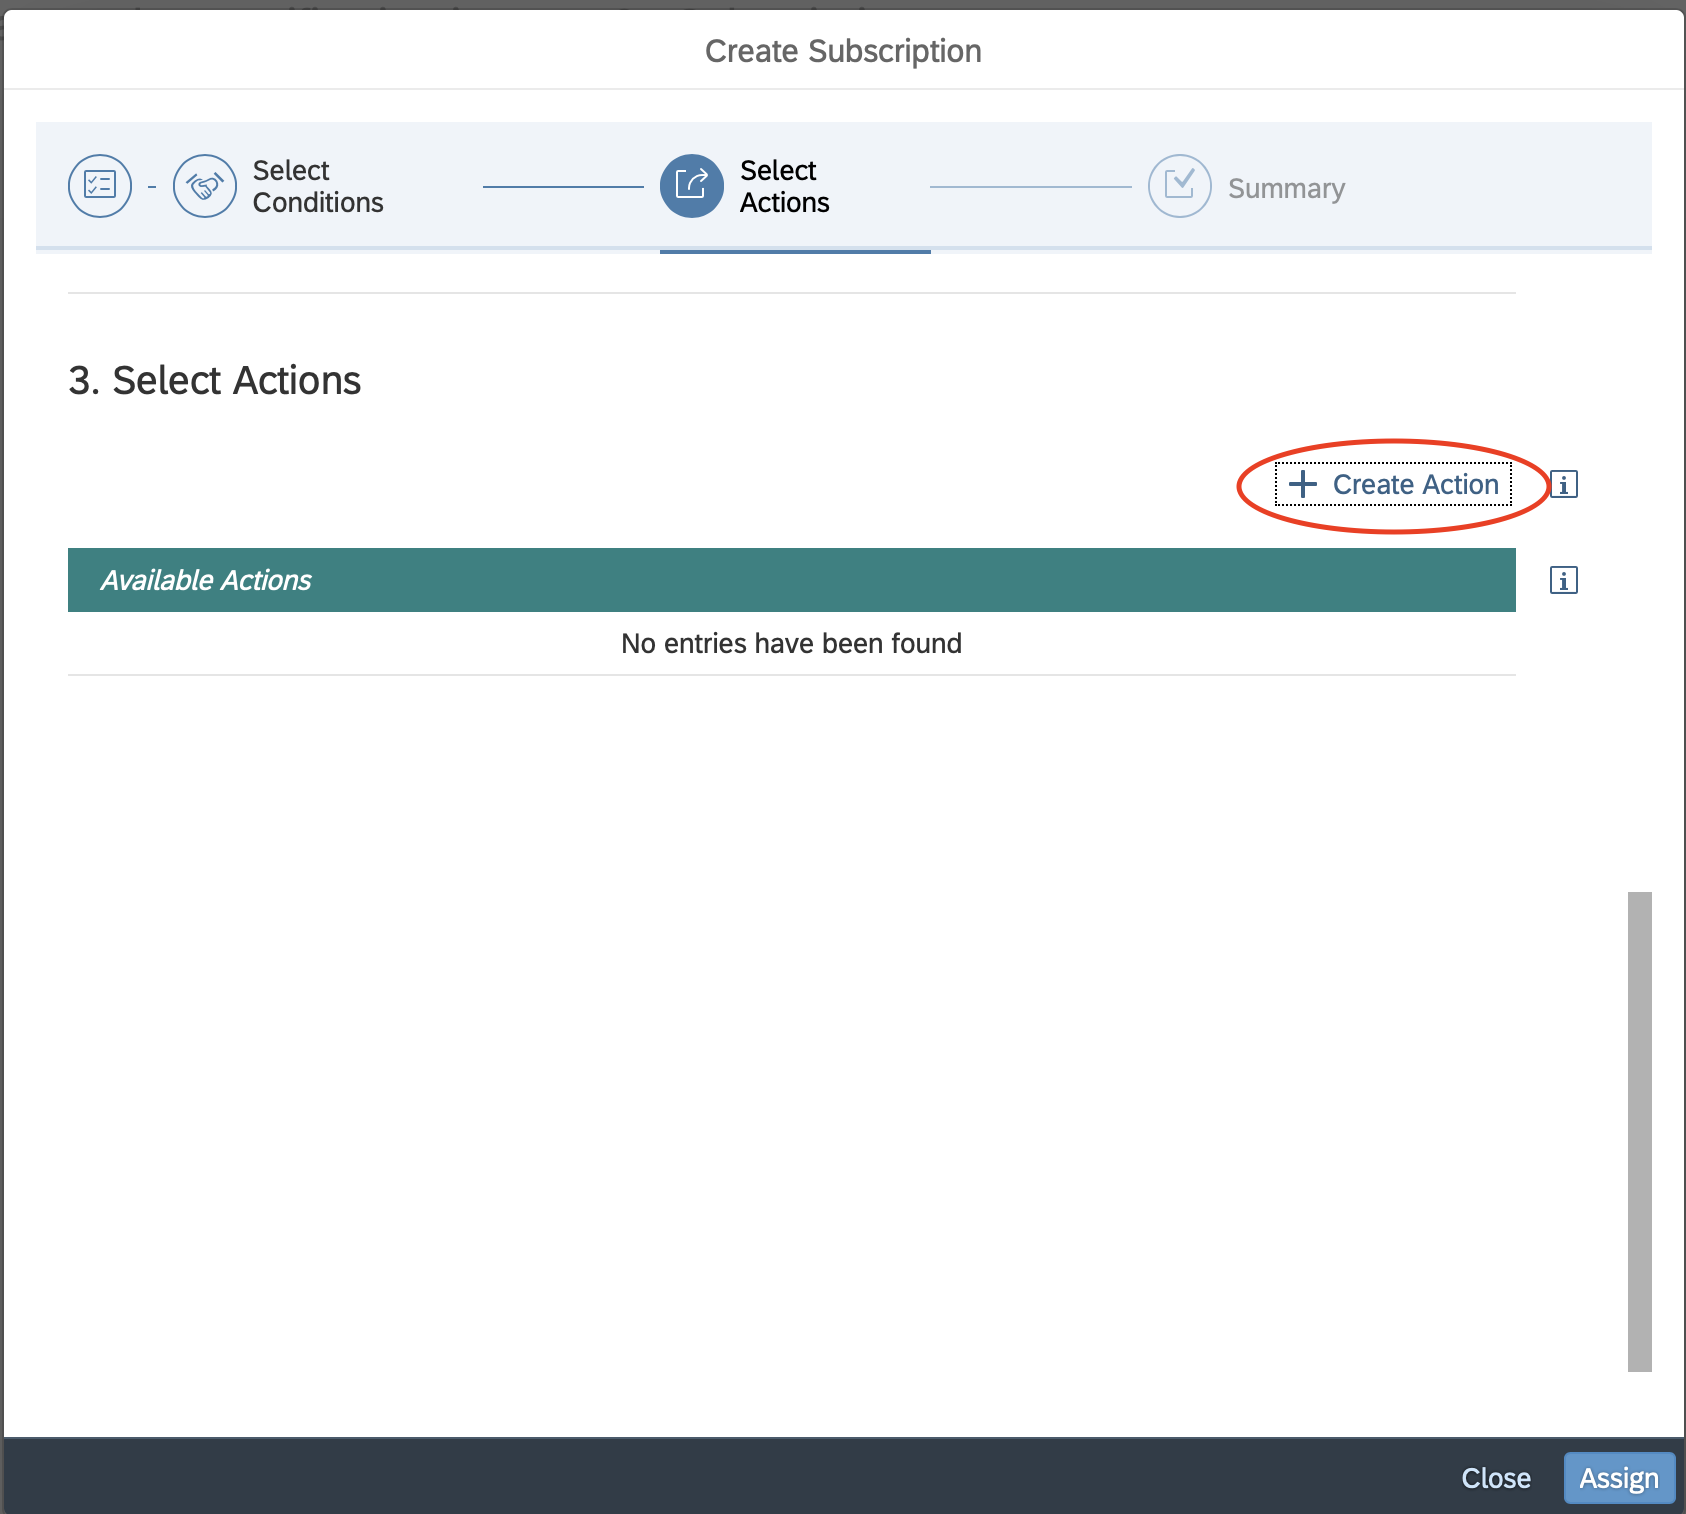 Create Subscription
Select
Conditions
Select
Actions
Summary
3. Select Actions
Create Action
Available Actions
No entries have been found
Close
Assign